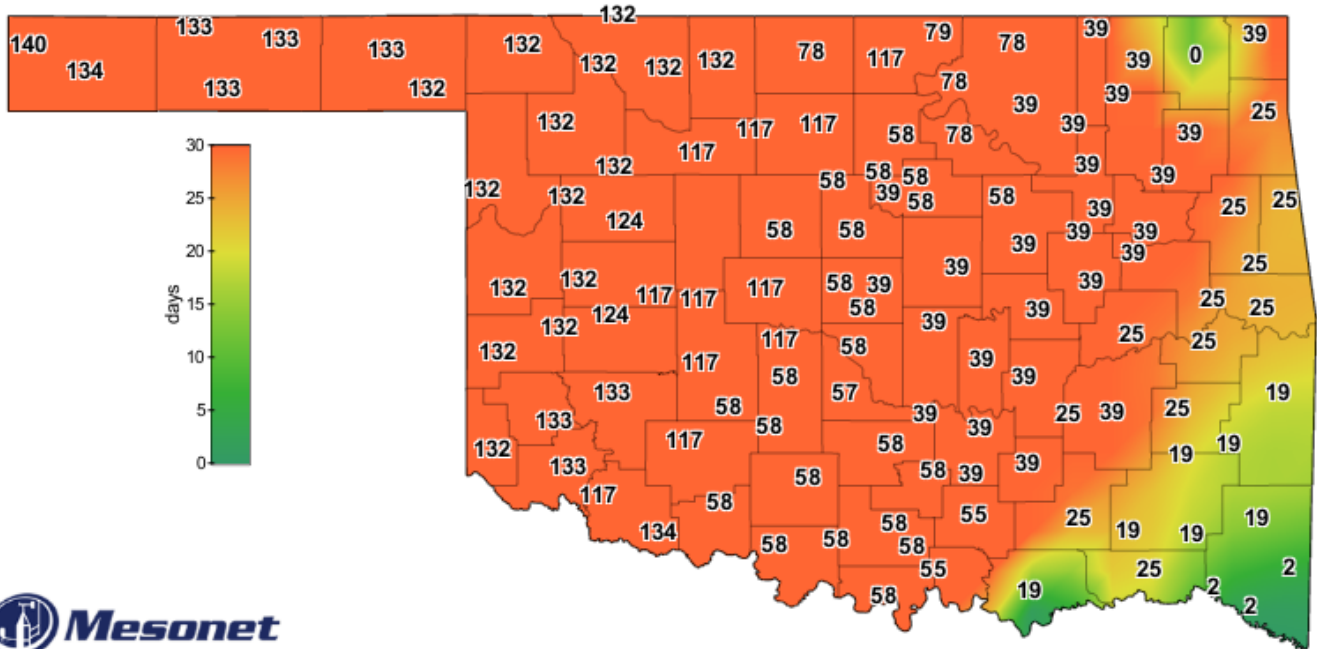 132
133 79 39
140 133 132 78 39
133 78 117 0
134 132 132 132 39
133 132 78 39
39 25
132 117 117 58 78 39 39
117
132 58 58 39 39
132 132 39 58 58 25 25
124 58 58 39 39 39 39
39 39
132 132 117 117 117 58 39 39 39 25
124 58 39 25 25
132 117 58 39 25 25
132 117 58 39 39
133 58 57 19
133 58 58 39 39 25 39 25
132 117 58 19 19
133 58 58 39 39
117 58 55 25 19 19 19
134 58 58 58 58
58 55 19 25 2 2 2
30
25
20
15
10
5
0
days
Mesonet